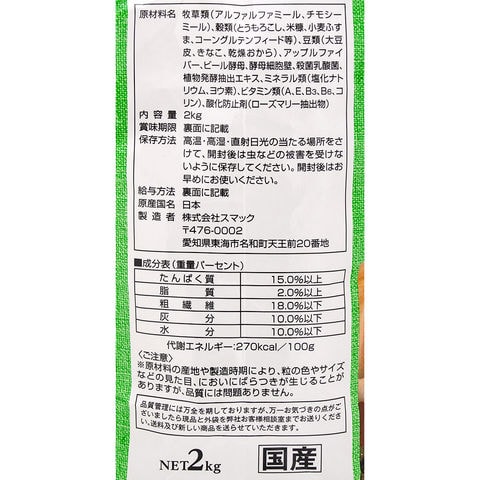 原材料名 牧草類(アルファルファミール、チモシー
ミール)、穀類(とうもろこし、米糠、小麦ふす
ま、コーングルテンフィード等)、豆類(大豆
皮、きなこ、乾燥おから)、アップルファイ
バー、ビール酵母、酵母細胞壁、殺菌乳酸菌、
植物発酵抽出エキス、ミネラル類(塩化ナト
リウム、ヨウ素)、ビタミン類(A、E、B3、B6、コ
リン)、酸化防止剤(ローズマリー抽出物)
内容量 2kg
賞味期限 裏面に記載
保存方法 高温・高湿・直射日光の当たる場所をさ
けて、開封後は虫などの被害を受けな
いように保存してください。開封後はお
早めにお使いください。
給与方法 裏面に記載
原産国名 日本
製造者 株式会社スマック
〒476-0002
愛知県東海市名和町天王前20番地
■成分表(重量パーセント)
たんぱく質 15.0%以上
脂質 2.0%以上
粗繊維 18.0%以下
灰分 10.0%以下
水分 10.0%以下
代謝エネルギー:270kcal/100g
〈ご注意〉
※原材料の産地や製造時期により、粒の色やサイズ
などの見た目、においにばらつきが生じることが
ありますが、品質には問題ありません。
品質管理には万全を期しておりますが、万一お気づきの点がご
ざいましたら現品と外袋を弊社お客様相談室までお送りくださ
い。送料及び新しい商品を送らせていただきます。
NET2kg 国産